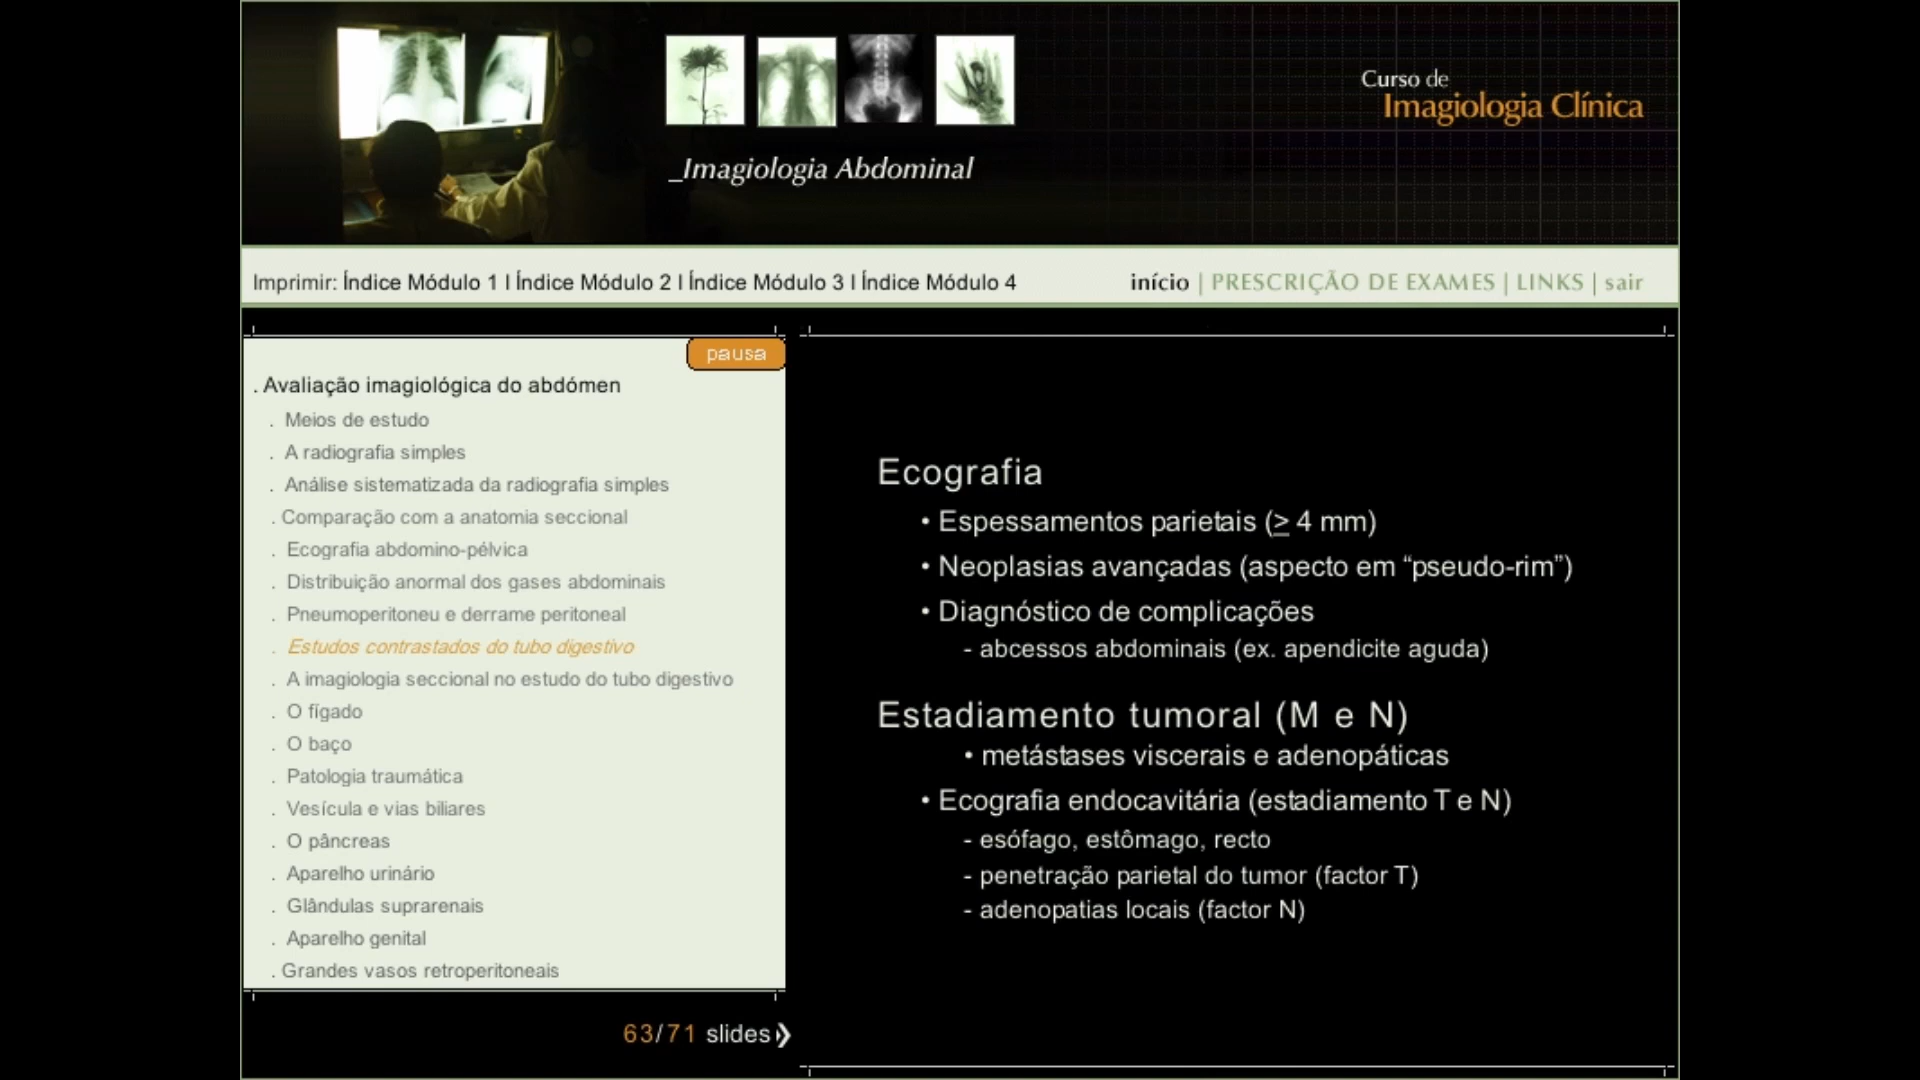 Curso de
Imagiologia Clínica
_Imagiologia Abdominal
Imprimir: Índice Módulo 1 I Índice Módulo 2 I Índice Módulo 3 I Índice Módulo 4
início | PRESCRIÇÃO DE EXAMES | LINKS | sair
pausa
. Avaliação imagiológica do abdómen
. Meios de estudo
. A radiografia simples
. Análise sistematizada da radiografia simples
. Comparação com a anatomia seccional
. Ecografia abdomino-pélvica
. Distribuição anormal dos gases abdominais
. Pneumoperitoneu e derrame peritoneal
. Estudos contrastados do tubo digestivo
. A imagiologia seccional no estudo do tubo digestivo
. O fígado
. O baço
. Patologia traumática
. Vesícula e vias biliares
. O pâncreas
. Aparelho urinário
. Glândulas suprarenais
. Aparelho genital
. Grandes vasos retroperitoneais
63/71 slides
Ecografia
• Espessamentos parietais (≥ 4 mm)
• Neoplasias avançadas (aspecto em “pseudo-rim”)
• Diagnóstico de complicações
- abcessos abdominais (ex. apendicite aguda)
Estadiamento tumoral (M e N)
• metástases viscerais e adenopáticas
• Ecografia endocavitária (estadiamento T e N)
- esófago, estômago, recto
- penetração parietal do tumor (factor T)
- adenopatias locais (factor N)